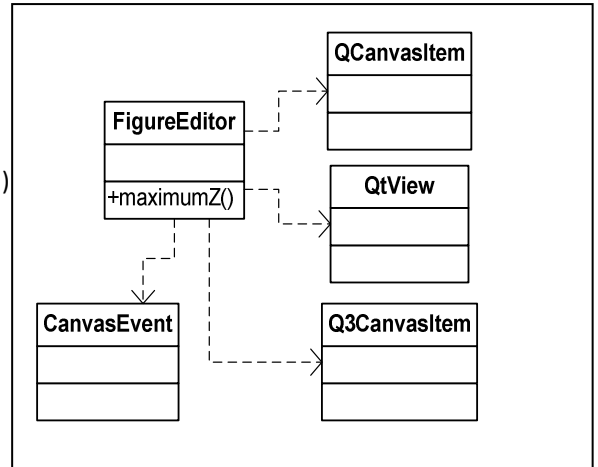 QCanvasItem
FigureEditor
+maximumZ()
)
QtView
CanvasEvent
Q3CanvasItem